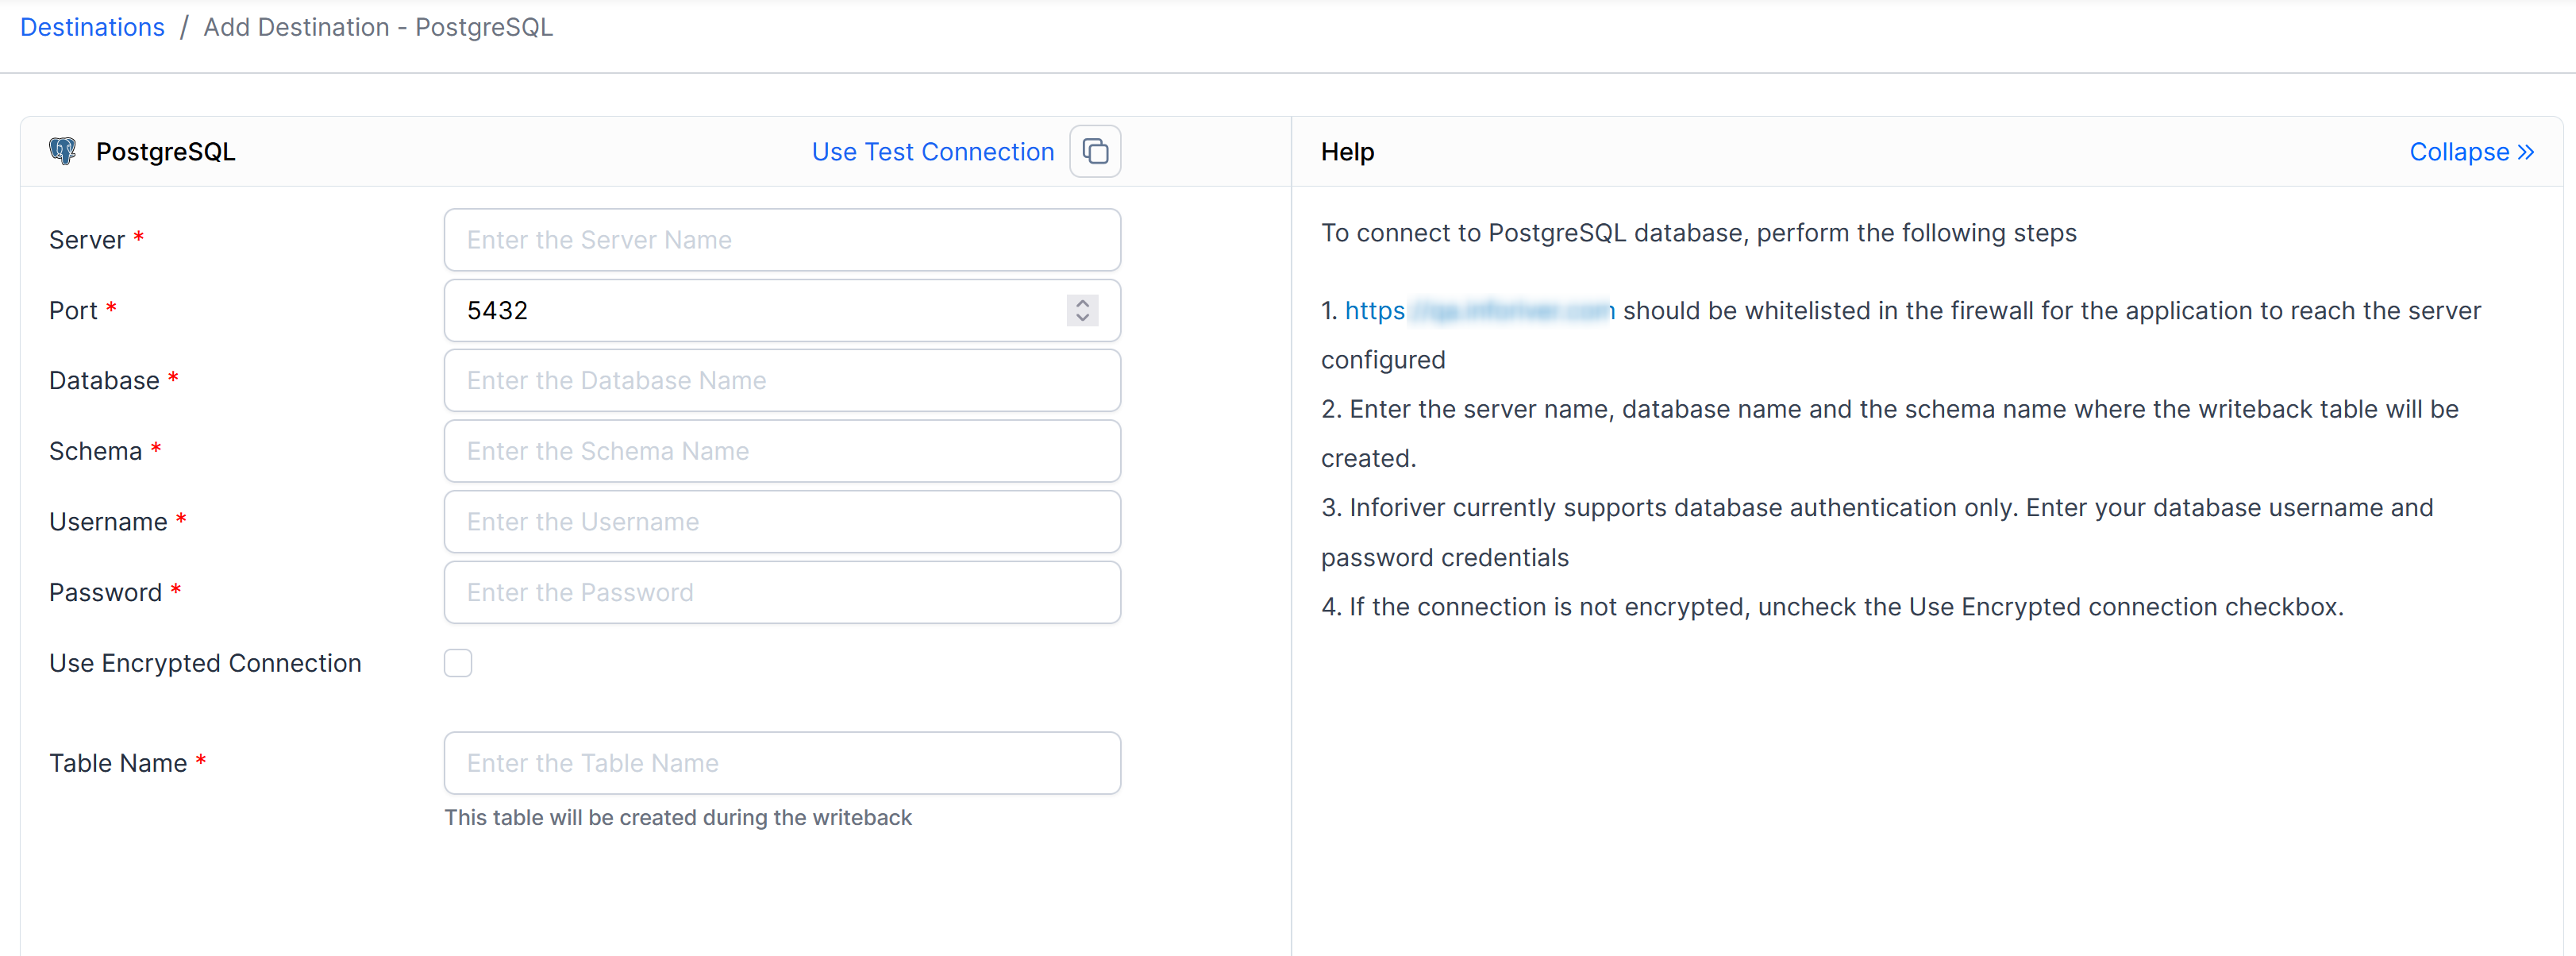 Destinations / Add Destination - PostgreSQL
PostgreSQL
Use Test Connection
Server *
Enter the Server Name
Port *
5432
Database *
Enter the Database Name
Schema *
Enter the Schema Name
Username *
Enter the Username
Password *
Enter the Password
Use Encrypted Connection
Table Name *
Enter the Table Name
This table will be created during the writeback
Help
Collapse
To connect to PostgreSQL database, perform the following steps
1. https should be whitelisted in the firewall for the application to reach the server
configured
2. Enter the server name, database name and the schema name where the writeback table will be
created.
3. Inforiver currently supports database authentication only. Enter your database username and
password credentials
4. If the connection is not encrypted, uncheck the Use Encrypted connection checkbox.